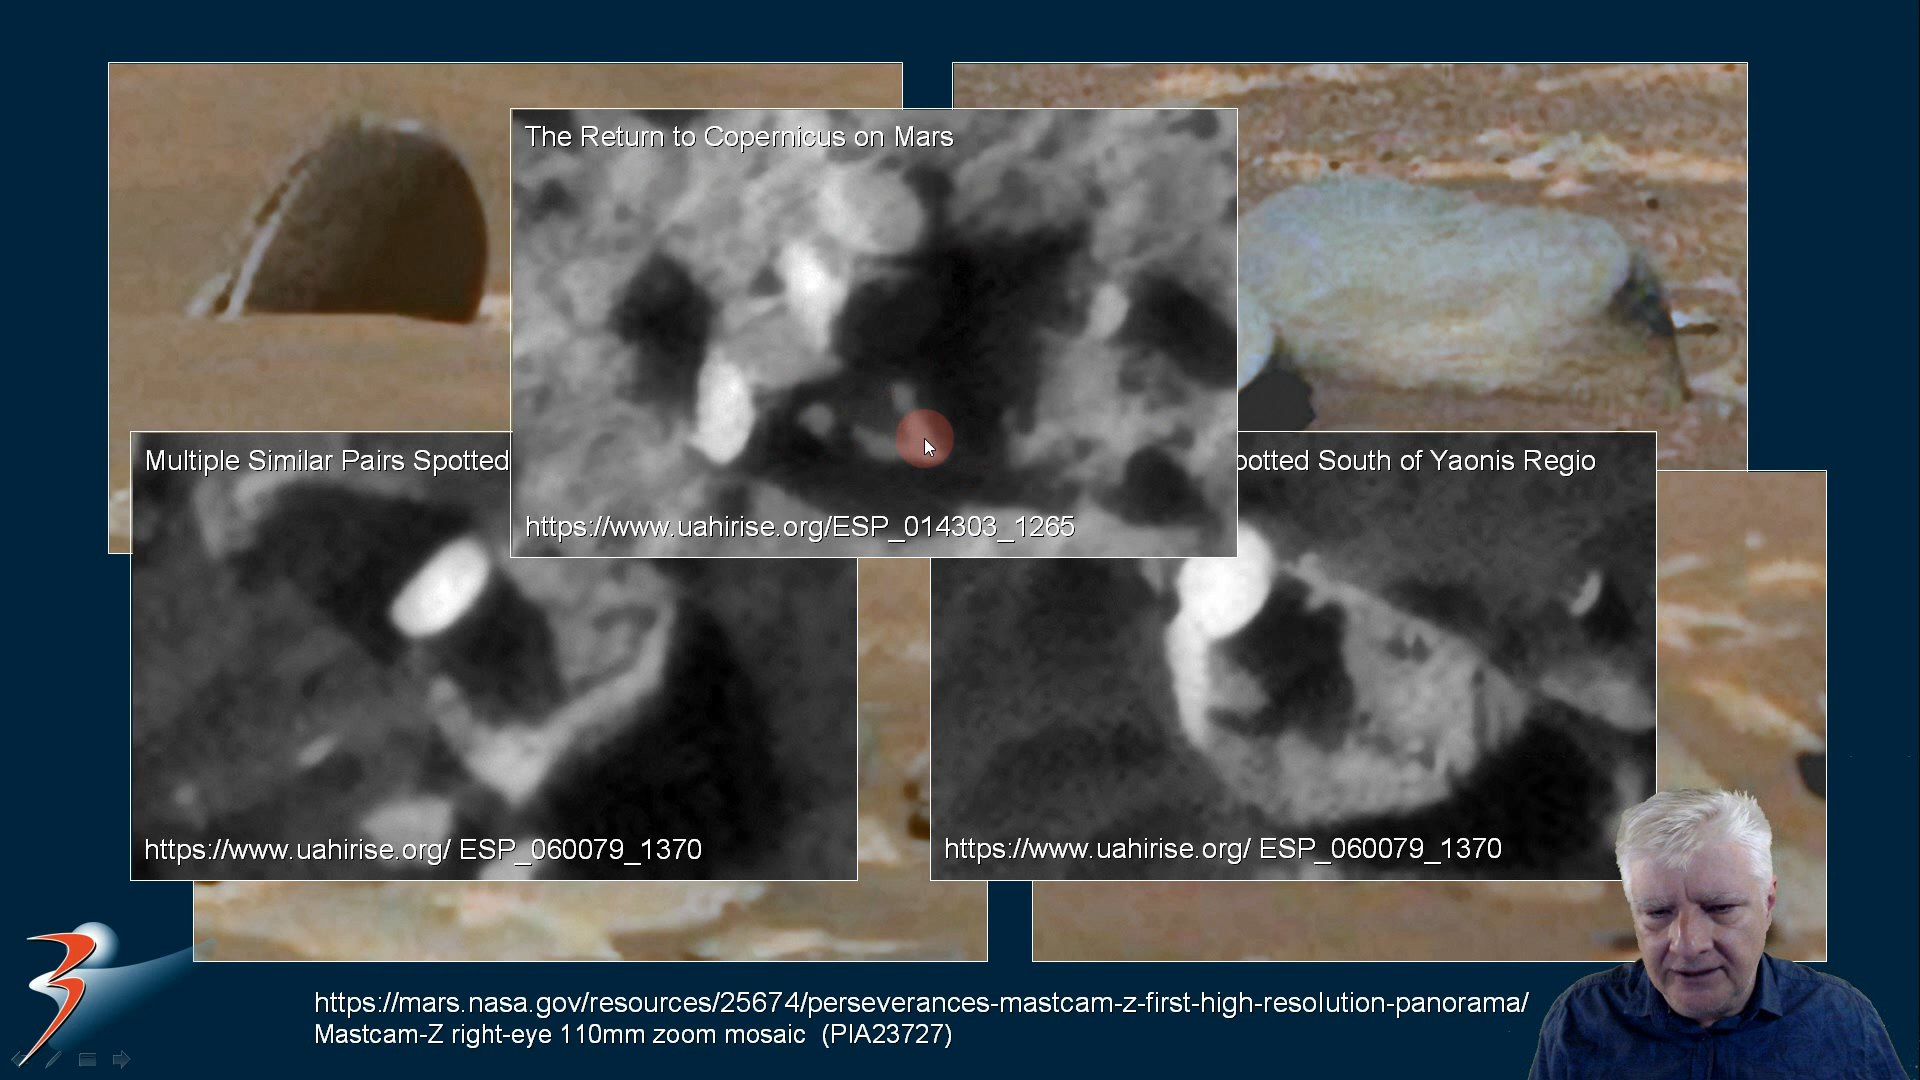 The Return to Copernicus on Mars
https://www.uahirise.org/ESP_014303_1265
Multiple Similar Pairs Spotted
potted South of Yaonis Regio
https://www.uahirise.org/ ESP_060079_1370
https://www.uahirise.org/ ESP_060079_1370
https://mars.nasa.gov/resources/25674/perseverances-mastcam-z-first-high-resolution-panorama/
Mastcam-Z right-eye 110mm zoom mosaic (PIA23727)